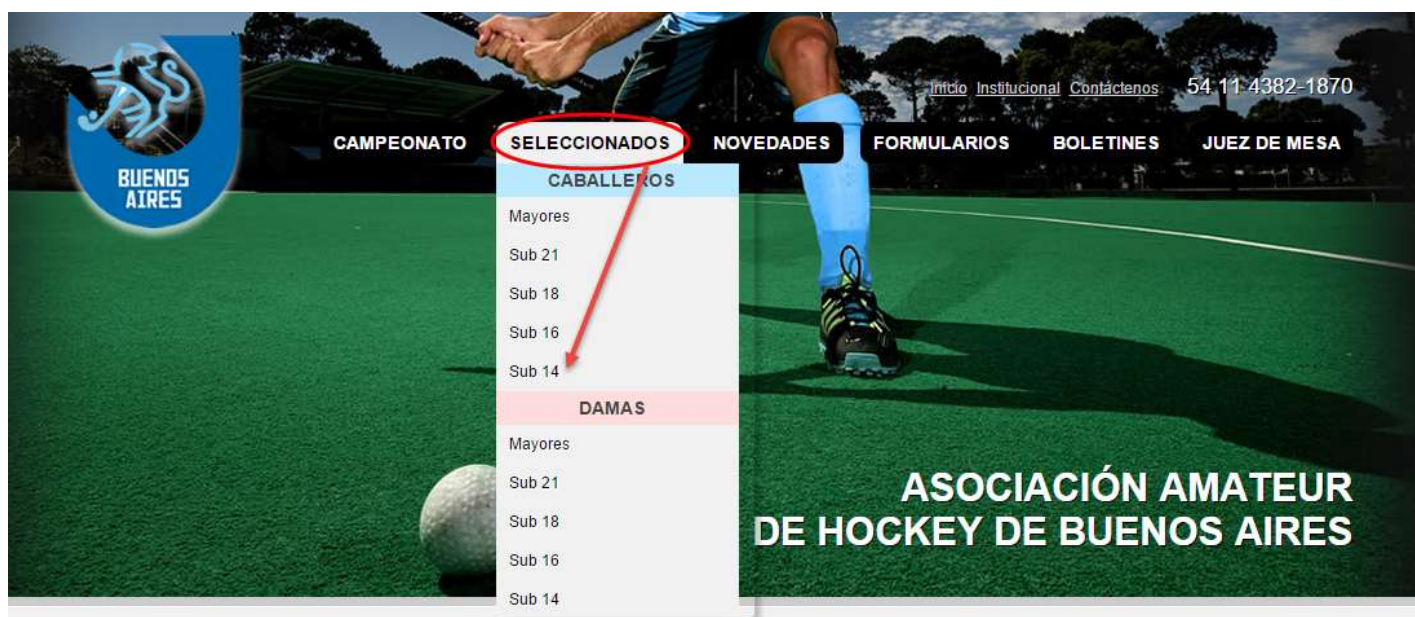 Inicio Institucional Contáctenos 54 11 4382-1870
CAMPEONATO SELECCIONADOS NOVEDADES FORMULARIOS BOLETINES JUEZ DE MESA
BUENOS
AIRES
CABALLEROS
Mayores
Sub 21
Sub 18
Sub 16
Sub 14
DAMAS
Mayores
Sub 21
Sub 18
Sub 16
Sub 14
ASOCIACIÓN AMATEUR
DE HOCKEY DE BUENOS AIRES